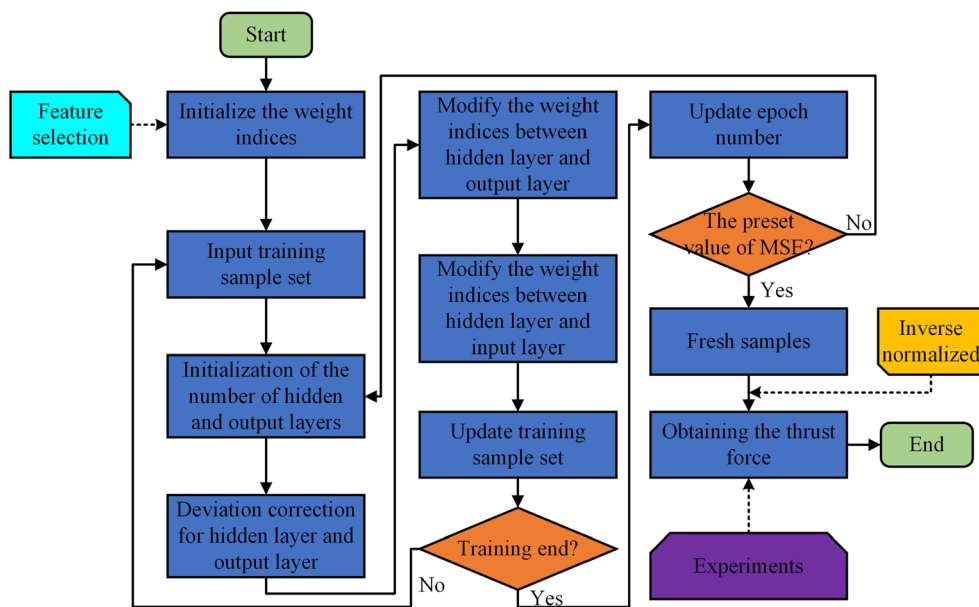 Start
Feature
selection
Initialize the weight
indices
Input training
sample set
Initialization of the
number of hidden
and output layers
Deviation correction
for hidden layer and
output layer
Modify the weight
indices between
hidden layer and
output layer
Modify the weight
indices between
hidden layer and
input layer
Update training
sample set
Training end?
No
Yes
Update epoch
number
The preset
value of MSE?
No
Yes
Fresh samples
Inverse
normalized
Obtaining the thrust
force
End
Experiments